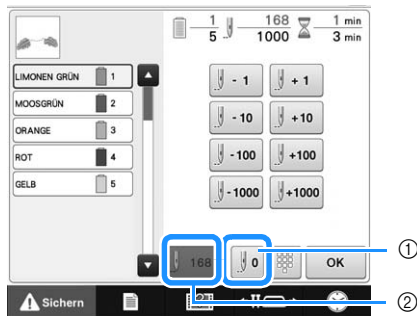 1
5
168
1000
1 min
3 min
LIMONEN GRÜN 1
MOOSGRÜN 2
ORANGE 3
ROT 4
GELB 5
- 1
+ 1
- 10
+10
- 100
+100
- 1000
+1000
168
0
OK
①
Sichern
②